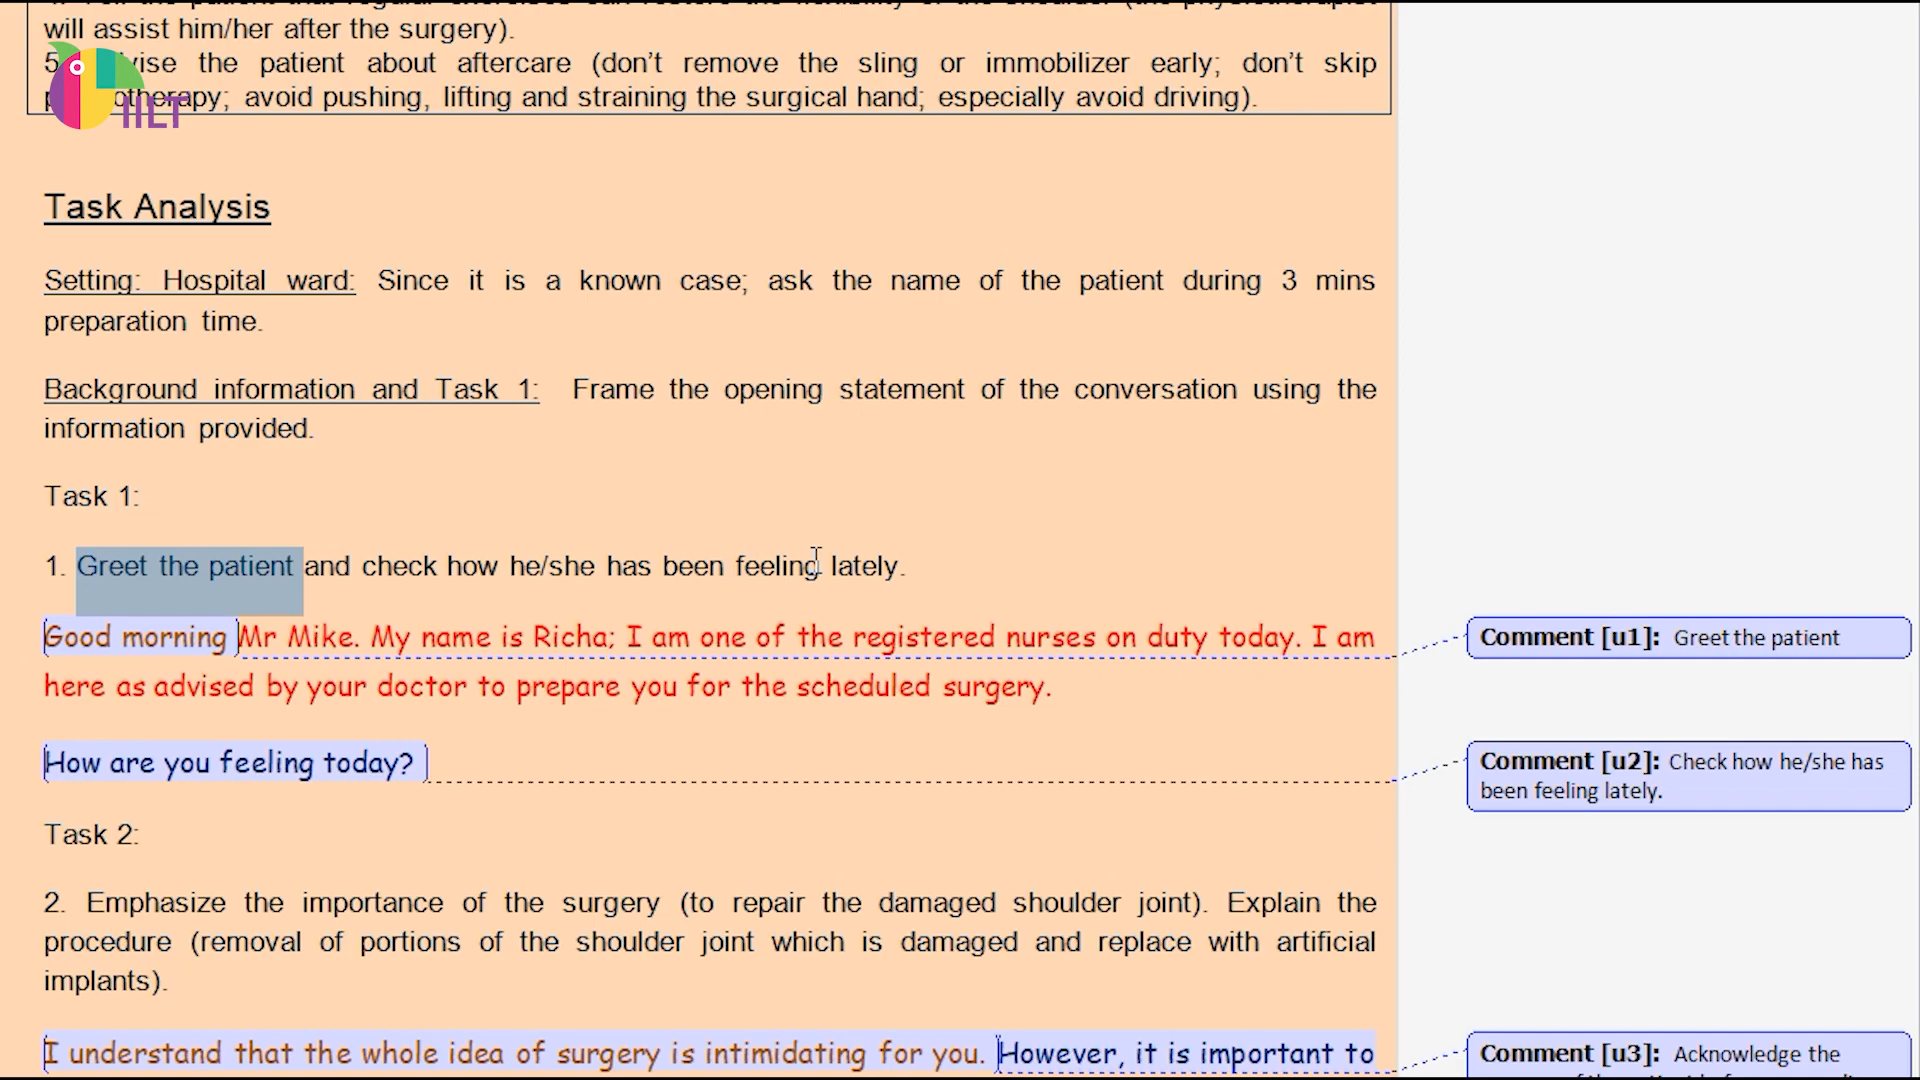 will assist him/her after the surgery).
5. vise the patient about aftercare (don’t remove the sling or immobilizer early; don’t skip
otherapy; avoid pushing, lifting and straining the surgical hand; especially avoid driving).
IILT
Task Analysis
Setting: Hospital ward: Since it is a known case; ask the name of the patient during 3 mins
preparation time.
Background information and Task 1: Frame the opening statement of the conversation using the
information provided.
Task 1:
1. Greet the patient and check how he/she has been feeling lately.
Good morning Mr Mike. My name is Richa; I am one of the registered nurses on duty today. I am
here as advised by your doctor to prepare you for the scheduled surgery.
Comment [u1]: Greet the patient
How are you feeling today?
Comment [u2]: Check how he/she has
been feeling lately.
Task 2:
2. Emphasize the importance of the surgery (to repair the damaged shoulder joint). Explain the
procedure (removal of portions of the shoulder joint which is damaged and replace with artificial
implants).
I understand that the whole idea of surgery is intimidating for you. However, it is important to
Comment [u3]: Acknowledge the